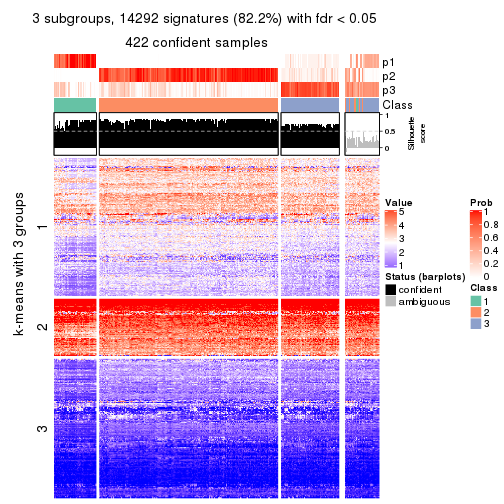 3 subgroups, 14292 signatures (82.2%) with fdr < 0.05
422 confident samples
p1
p2
p3
Class
1
0.5
0
Silhouette
score
k-means with 3 groups
1
2
3
Value
5
4
3
2
1
Status (barplots)
confident
ambiguous
Prob
1
0.8
0.6
0.4
0.2
0
Class
1
2
3